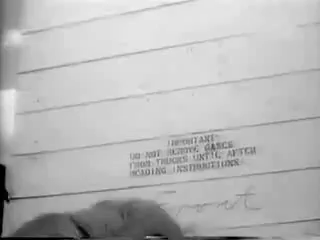 IMPORTANT
DO NOT REMOVE GAGES
FROM TRUCKS UNTIL AFTER
READING INSTRUCTIONS
Front